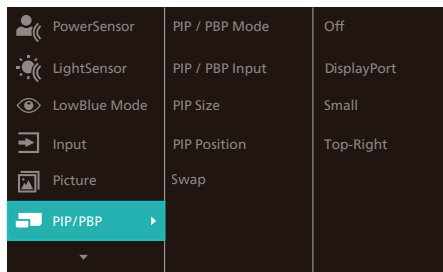 PowerSensor
PIP / PBP Mode
Off
LightSensor
PIP / PBP Input
DisplayPort
LowBlue Mode
PIP Size
Small
Input
PIP Position
Top-Right
Picture
Swap
PIP/PBP